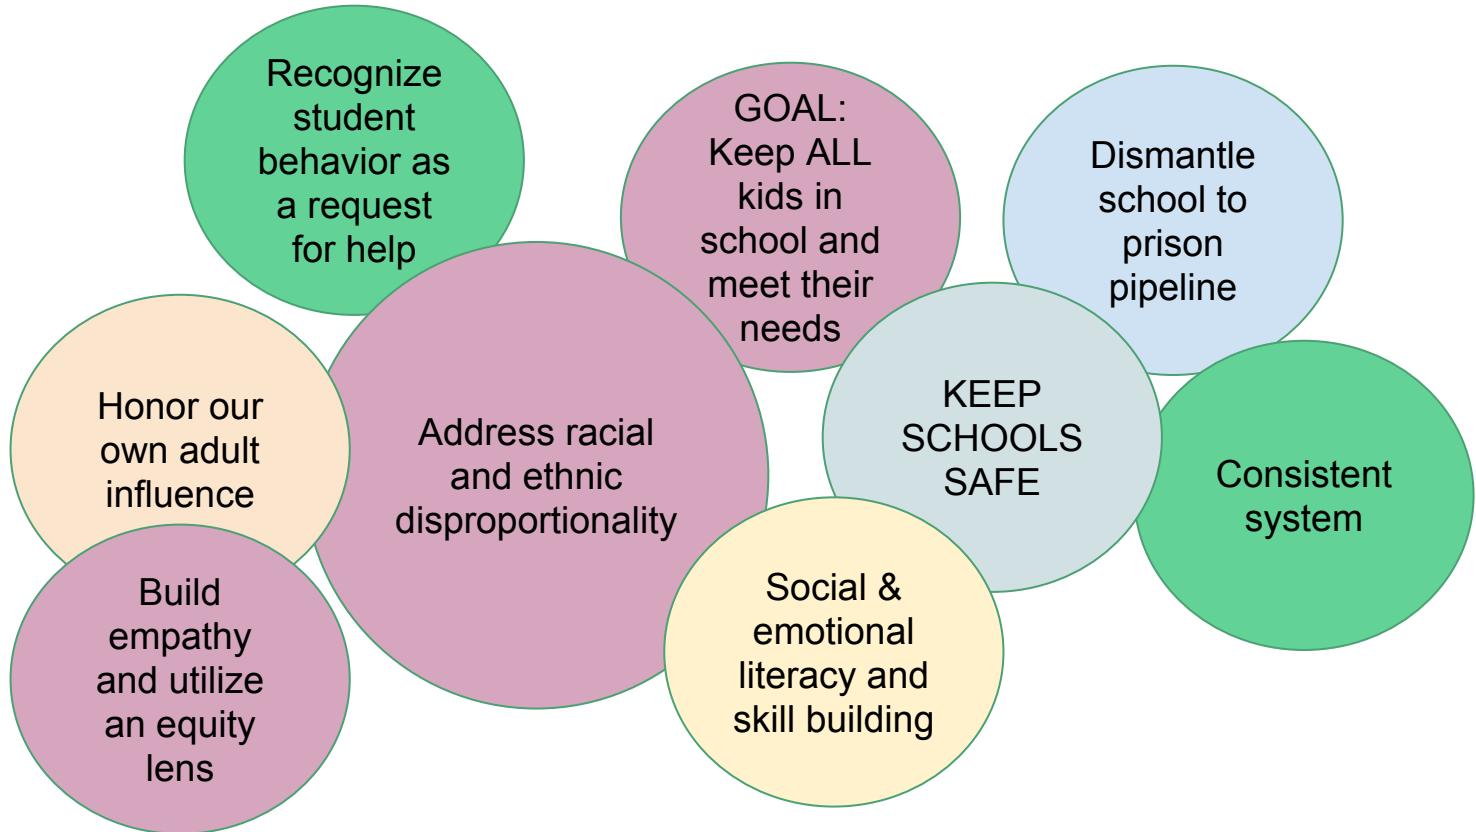 Recognize
student
behavior as
a request
for help
GOAL:
Keep ALL
kids in
school and
meet their
needs
Dismantle
school to
prison
pipeline
Honor our
own adult
influence
Address racial
and ethnic
disproportionality
KEEP
SCHOOLS
SAFE
Consistent
system
Build
empathy
and utilize
an equity
lens
Social &
emotional
literacy and
skill building